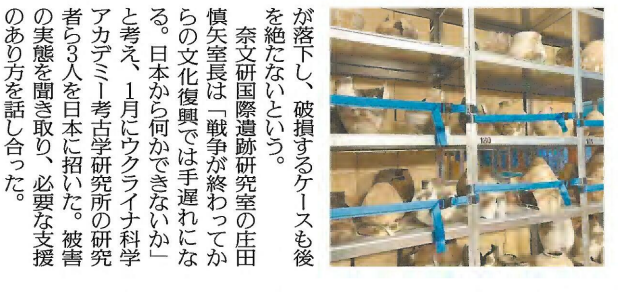 が落下し、破損するケースも後
を絶たないという。
　奈文研国際遺跡研究室の庄田
慎矢室長は「戦争が終わってか
らの文化復興では手遅れにな
る。日本から何かできないか」
と考え、1月にウクライナ科学
アカデミー考古学研究所の研究
者ら3人を日本に招いた。被害
の実態を聞き取り、必要な支援
のあり方を話し合った。